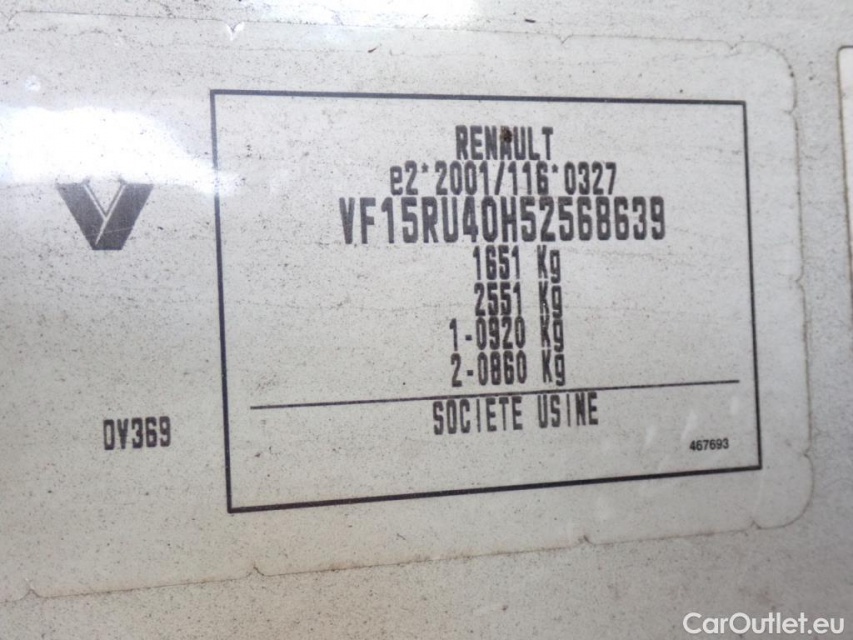 RENAULT
e2*2001/116*0327
VF15RU40H52568639
1651 Kg
2551 Kg
1-0920 Kg
2-0860 Kg
SOCIETE USINE
DV369
467693
CarOutlet.eu